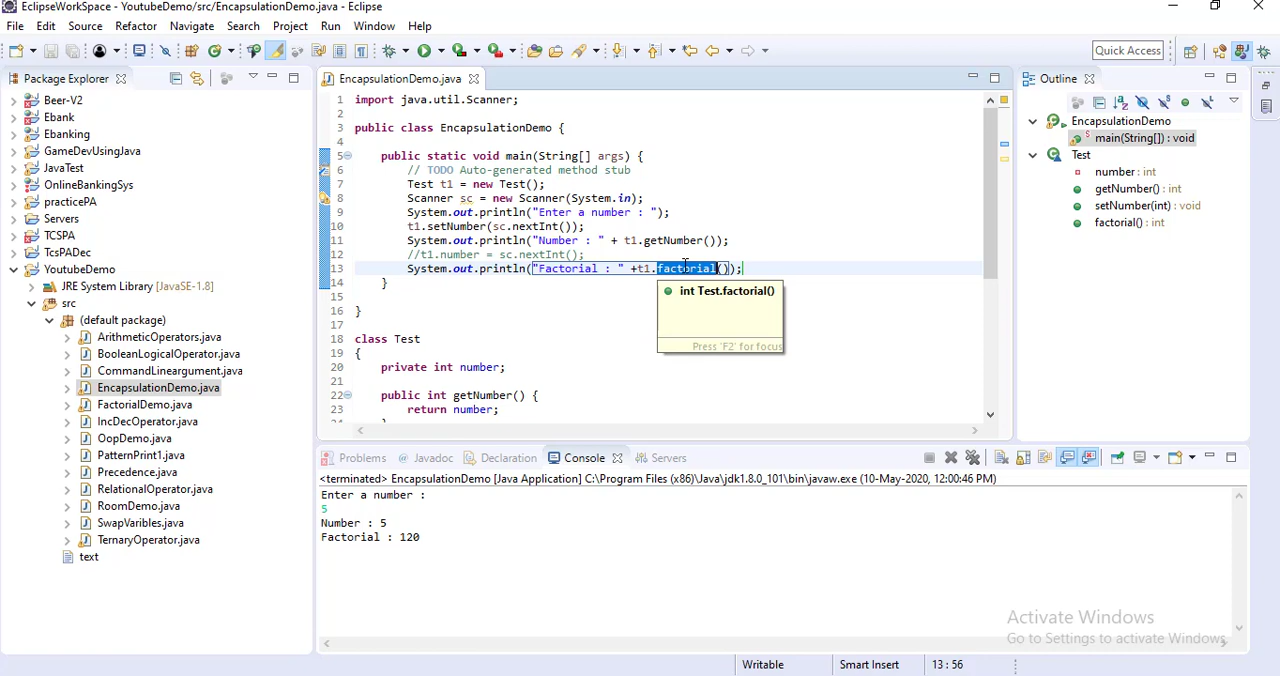 EclipseWorkSpace - YoutubeDemo/src/EncapsulationDemo.java - Eclipse
File Edit Source Refactor Navigate Search Project Run Window Help
Quick Access
Package Explorer
Beer-V2
Ebank
Ebanking
GameDevUsingJava
JavaTest
OnlineBankingSys
practicePA
Servers
TCSPA
TcsPADec
YoutubeDemo
JRE System Library [JavaSE-1.8]
src
(default package)
ArithmeticOperators.java
BooleanLogicalOperator.java
CommandLineargument.java
EncapsulationDemo.java
FactorialDemo.java
IncDecOperator.java
OopDemo.java
PatternPrint1.java
Precedence.java
RelationalOperator.java
RoomDemo.java
SwapVaribles.java
TernaryOperator.java
text
EncapsulationDemo.java
1 import java.util.Scanner;
2
3 public class EncapsulationDemo {
4
5 public static void main(String[] args) {
6 // TODO Auto-generated method stub
7 Test t1 = new Test();
8 Scanner sc = new Scanner(System.in);
9 System.out.println("Enter a number : ");
10 t1.setNumber(sc.nextInt());
11 System.out.println("Number : " + t1.getNumber());
12 //t1.number = sc.nextInt();
13 System.out.println("Factorial : " +t1.factorial());
14 }
15
16 }
17
18 class Test
19 {
20 private int number;
21
22 public int getNumber() {
23 return number;
int Test.factorial()
Press 'F2' for focus
Outline
EncapsulationDemo
main(String[]) : void
Test
number : int
getNumber() : int
setNumber(int) : void
factorial() : int
Problems Javadoc Declaration Console Servers
<terminated> EncapsulationDemo [Java Application] C:\Program Files (x86)\Java\jdk1.8.0_101\bin\javaw.exe (10-May-2020, 12:00:46 PM)
Enter a number :
5
Number : 5
Factorial : 120
Activate Windows
Go to Settings to activate Windows.
Writable Smart Insert 13 : 56